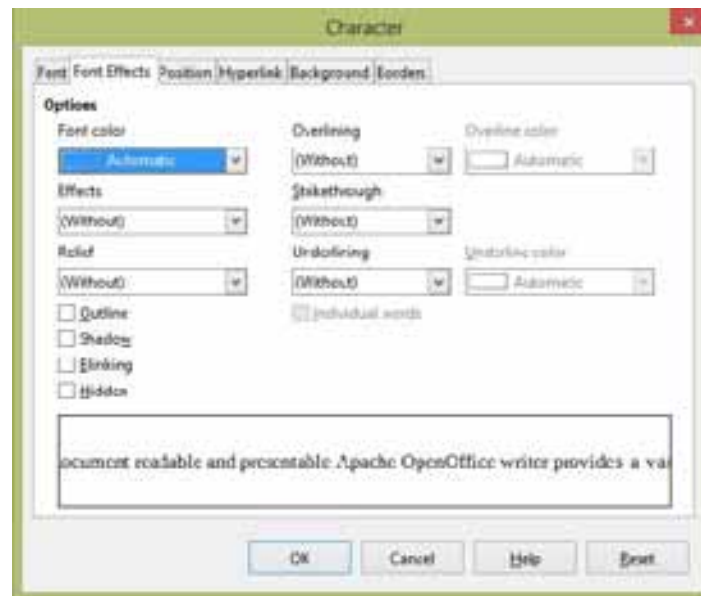 Character
Font Font Effects Position Hyperlink Background Borders
Options
Font color Overlining Overline color
Automatic (Without) Automatic
Effects Strikethrough
(Without) (Without)
Relief Underlining Underline color
(Without) (Without) Automatic
Outline Individual words
Shadow
Blinking
Hidden
ocument readable and presentable Apache OpenOffice writer provides a va
OK Cancel Help Reset